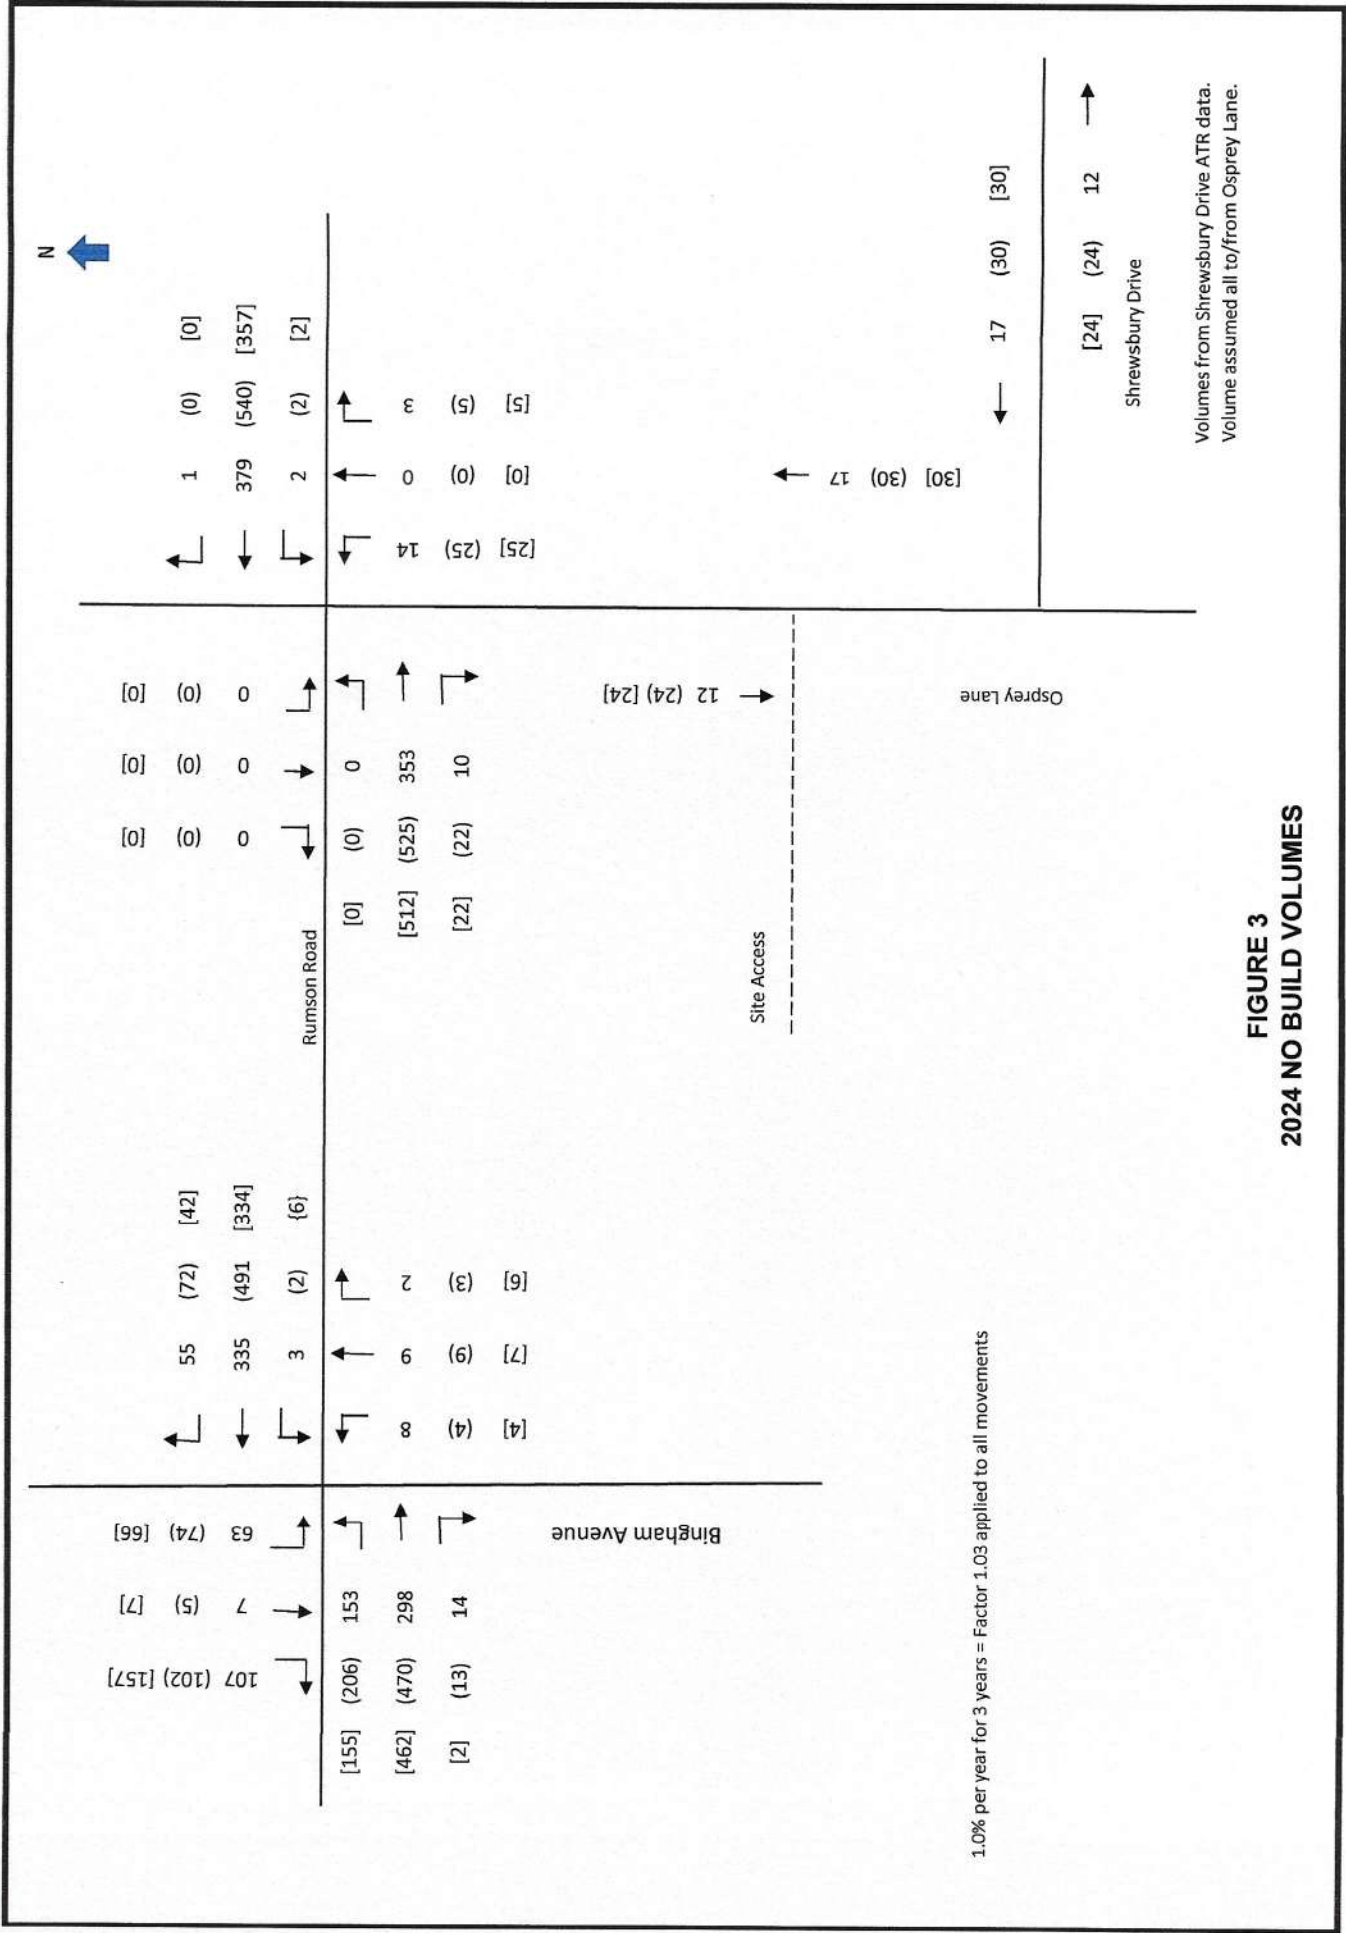 N
107 (102) [157]
7 (5) [7]
63 (74) [66]
55 (72) [42]
335 (491 [334]
3 (2) {6}
0 (0) [0]
0 (0) [0]
0 (0) [0]
1 (0) [0]
379 (540) [357]
2 (2) [2]
Rumson Road
[155] (206) 153
[462] (470) 298
[2] (13) 14
8 (4) [4]
9 (9) [7]
2 (3) [6]
[0] (0) 0
[512] (525) 353
[22] (22) 10
14 (25) [25]
0 (0) [0]
3 (5) [5]
Bingham Avenue
12 (24) [24]
Site Access
[30] (30) 17
Osprey Lane
17 (30) [30]
[24] (24) 12
Shrewsbury Drive
1.0% per year for 3 years = Factor 1.03 applied to all movements
Volumes from Shrewsbury Drive ATR data.
Volume assumed all to/from Osprey Lane.
FIGURE 3
2024 NO BUILD VOLUMES